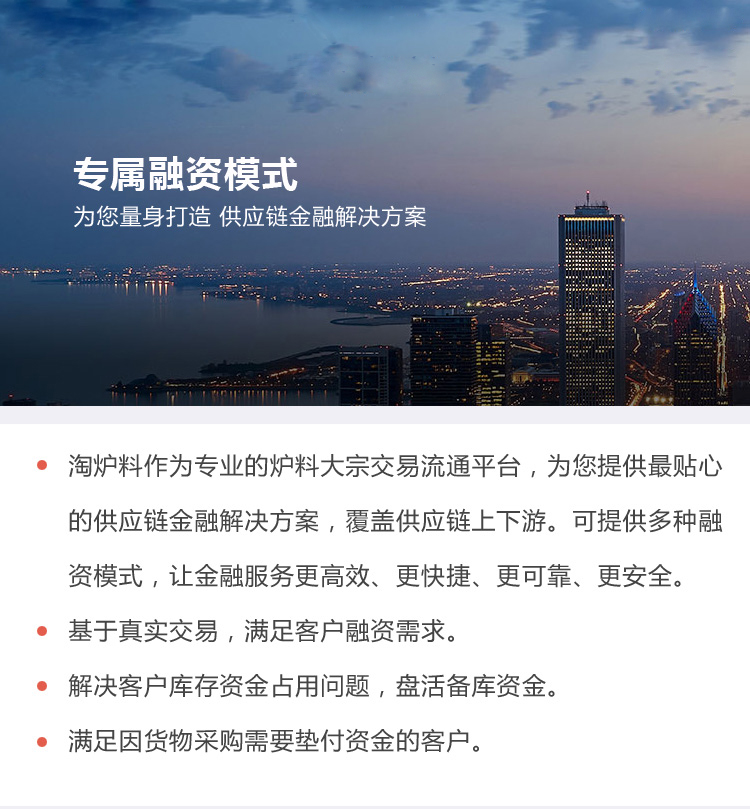 专属融资模式
为您量身打造 供应链金融解决方案
淘炉料作为专业的炉料大宗交易流通平台，为您提供最贴心
的供应链金融解决方案，覆盖供应链上下游。可提供多种融
资模式，让金融服务更高效、更快捷、更可靠、更安全。
基于真实交易，满足客户融资需求。
解决客户库存资金占用问题，盘活备库资金。
满足因货物采购需要垫付资金的客户。